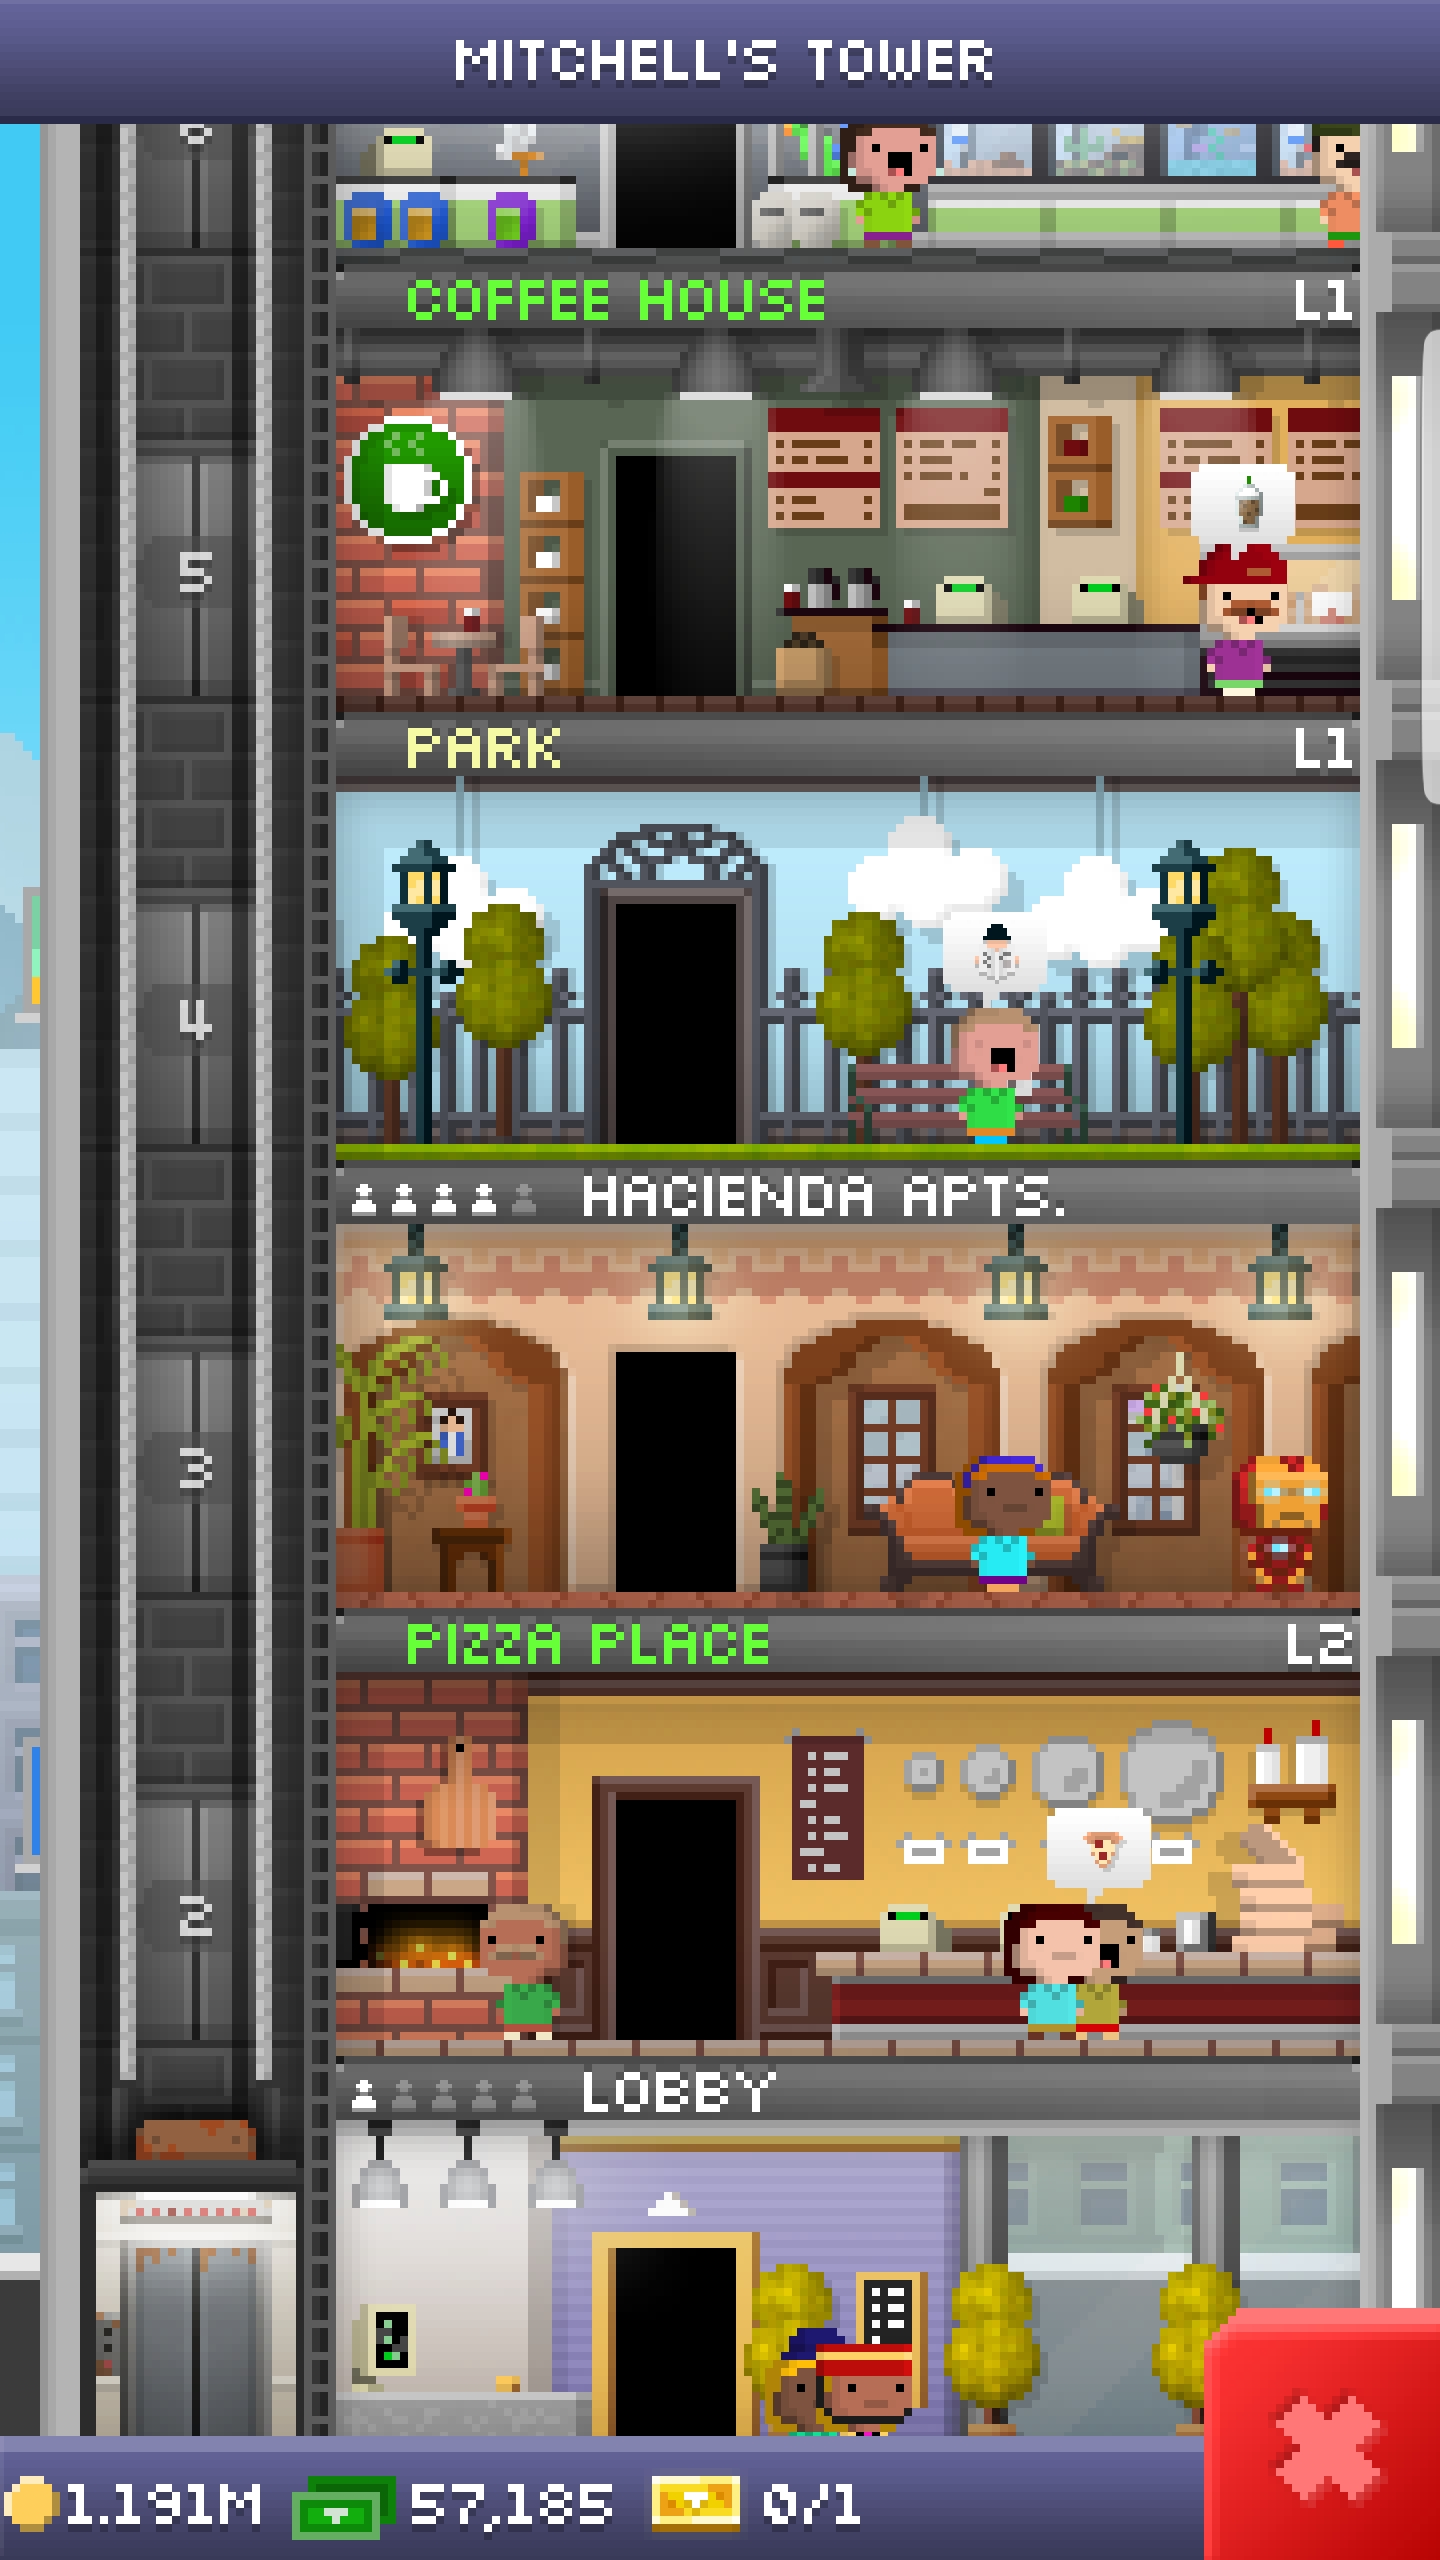 MITCHELL'S TOWER
COFFEE HOUSE L1
5
PARK L1
4
HACIENDA APTS.
3
PIZZA PLACE L2
2
LOBBY
1.191M 57,185 0/1